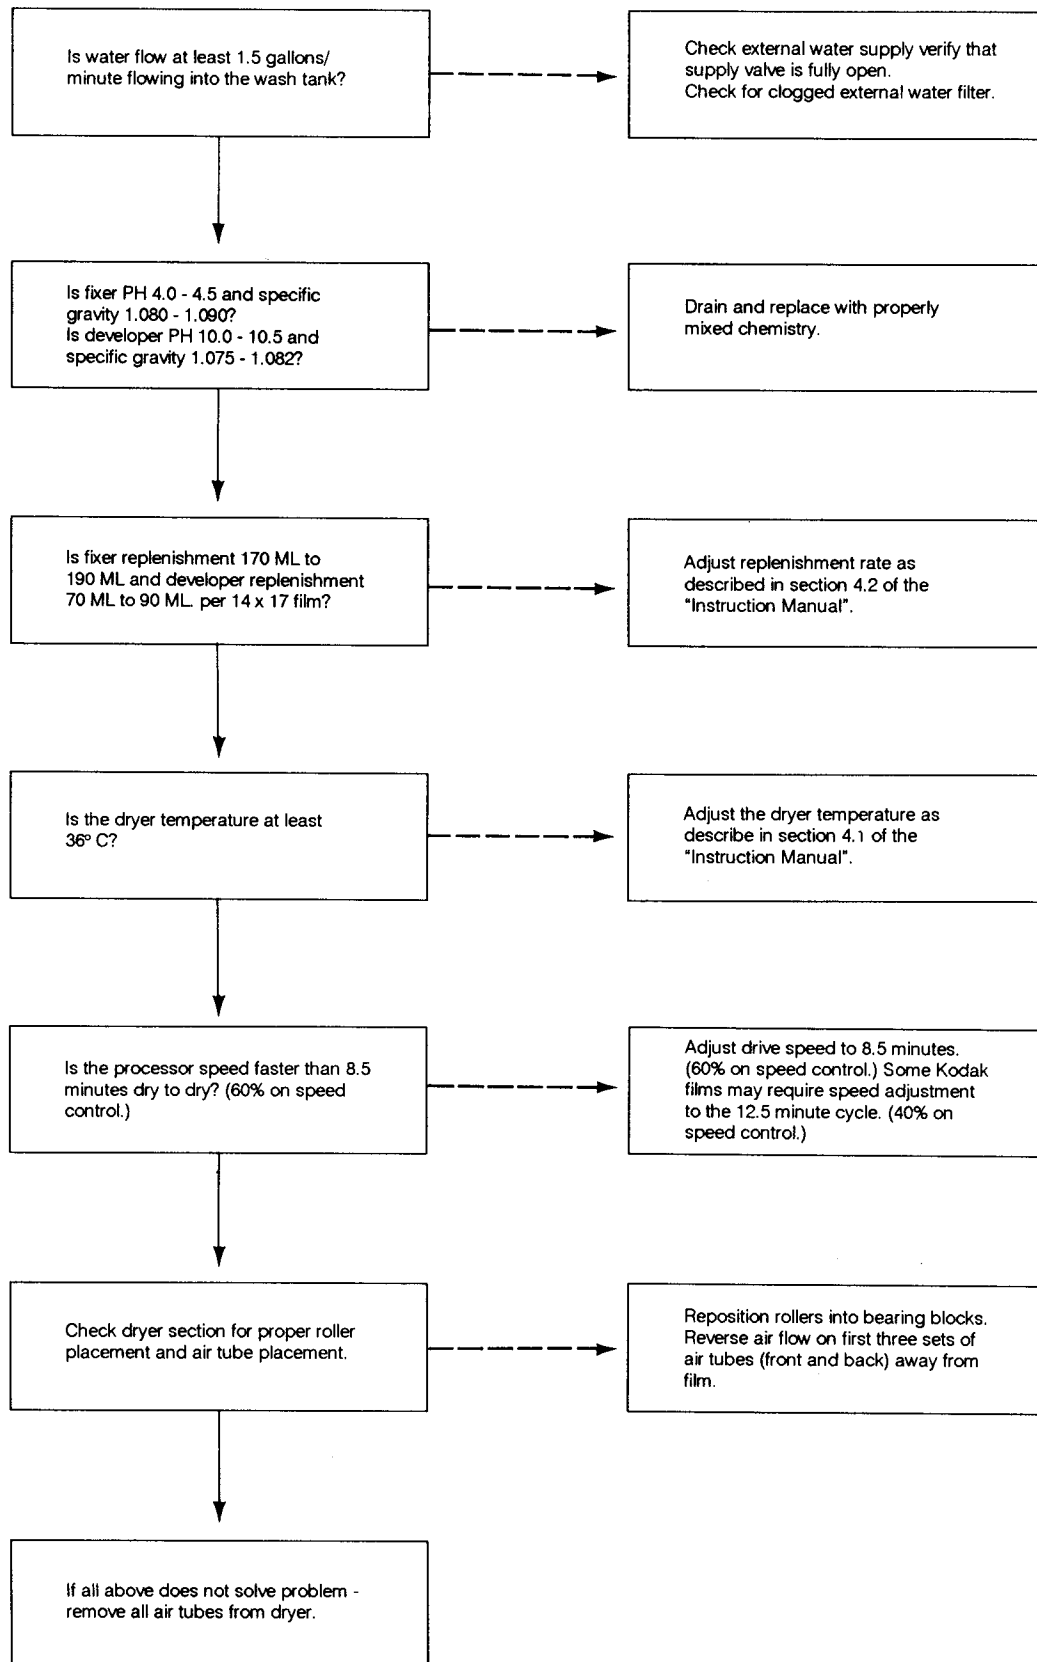 Is water flow at least 1.5 gallons/
minute flowing into the wash tank?
Check external water supply verify that
supply valve is fully open.
Check for clogged external water filter.
Is fixer PH 4.0 - 4.5 and specific
gravity 1.080 - 1.090?
Is developer PH 10.0 - 10.5 and
specific gravity 1.075 - 1.082?
Drain and replace with properly
mixed chemistry.
Is fixer replenishment 170 ML to
190 ML and developer replenishment
70 ML to 90 ML. per 14 x 17 film?
Adjust replenishment rate as
described in section 4.2 of the
"Instruction Manual".
Is the dryer temperature at least
36° C?
Adjust the dryer temperature as
describe in section 4.1 of the
"Instruction Manual".
Is the processor speed faster than 8.5
minutes dry to dry? (60% on speed
control.)
Adjust drive speed to 8.5 minutes.
(60% on speed control.) Some Kodak
films may require speed adjustment
to the 12.5 minute cycle. (40% on
speed control.)
Check dryer section for proper roller
placement and air tube placement.
Reposition rollers into bearing blocks.
Reverse air flow on first three sets of
air tubes (front and back) away from
film.
If all above does not solve problem -
remove all air tubes from dryer.